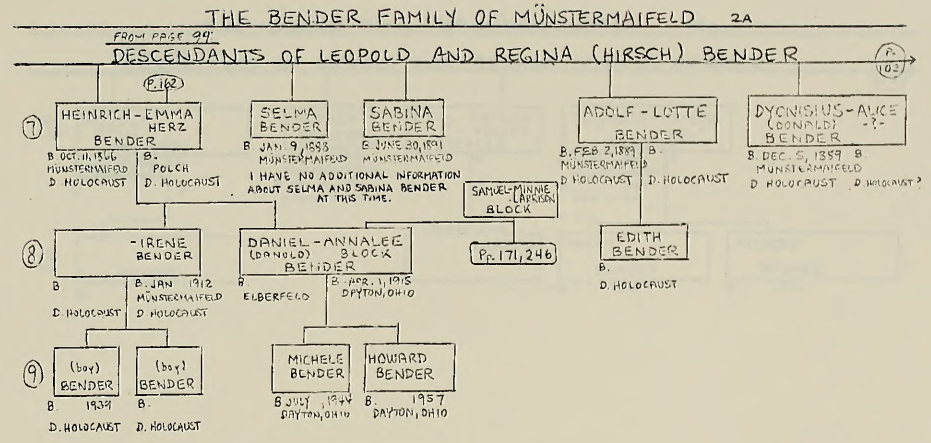 THE BENDER FAMILY OF MÜNSTERMAIFELD 2A
FROM PAGE 99:
DESCENDANTS OF LEOPOLD AND REGINA (HIRSCH) BENDER
P. 102
P. 162
7
HEINRICH-EMMA
HERZ
BENDER
B. OCT. 11, 1866 B.
MÜNSTERMAIFELD POLCH
D HOLOCAUST D. HOLOCAUST
SELMA
BENDER
B. JAN. 9, 1888
MÜNSTERMAIFELD
SABINA
BENDER
B. JUNE 30, 1891
MÜNSTERMAIFELD
I HAVE NO ADDITIONAL INFORMATION
ABOUT SELMA AND SABINA BENDER
AT THIS TIME.
ADOLF - LOTTE
BENDER
B. FEB 2, 1889 B.
MÜNSTERMAIFELD
D HOLOCAUST D. HOLOCAUST
DYONISIUS-ALICE
(DONALD) -?-
BENDER
B. DEC. 5, 1889 B
MÜNSTERMAIFELD
D HOLOCAUST D. HOLOCAUST?
SAMUEL-MINNIE
BLOCK
8
-IRENE
BENDER
B B. JAN 1912
MÜNSTERMAIFELD
D. HOLOCAUST D HOLOCAUST
DANIEL-ANNALEE
(DANOLD) BLOCK
BENDER
B. B. APR. 1, 1915
ELBERFELD DAYTON, OHIO
Pp. 171, 246
EDITH
BENDER
B.
D. HOLOCAUST
9
(boy)
BENDER
B. 1939
D. HOLOCAUST
(boy)
BENDER
B.
D. HOLOCAUST
MICHELE
BENDER
B JULY
DAYTON, OHIO
HOWARD
BENDER
B. 1957
DAYTON, OHIO